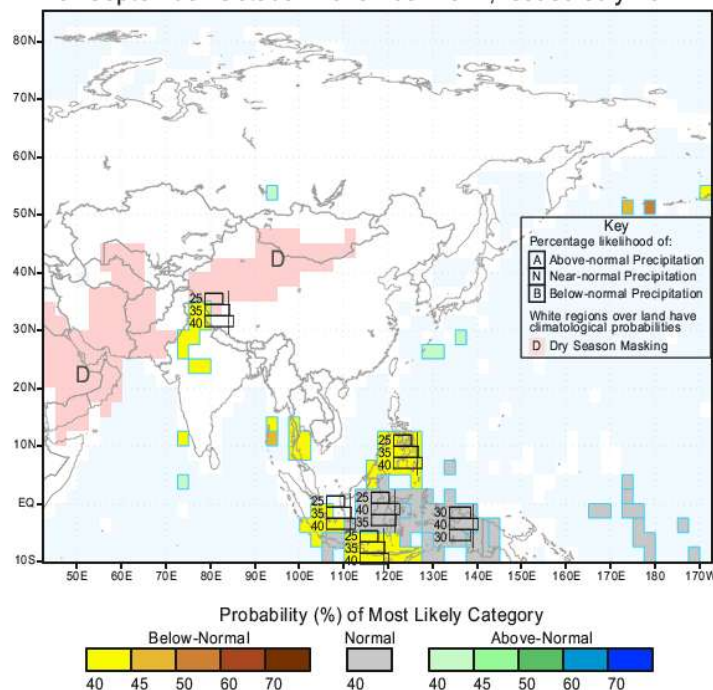 80N
70N
60N
50N
40N
30N
20N
10N
EQ
10S
D
D
25
35
40
25
35
40
25
35
40
25
40
35
30
40
30
25
35
40
Key
Percentage likelihood of:
A Above-normal Precipitation
N Near-normal Precipitation
B Below-normal Precipitation
White regions over land have
climatological probabilities
D Dry Season Masking
50E 60E 70E 80E 90E 100E 110E 120E 130E 140E 150E 160E 170E 180 170W
Probability (%) of Most Likely Category
Below-Normal Normal Above-Normal
40 45 50 60 70 40 40 45 50 60 70